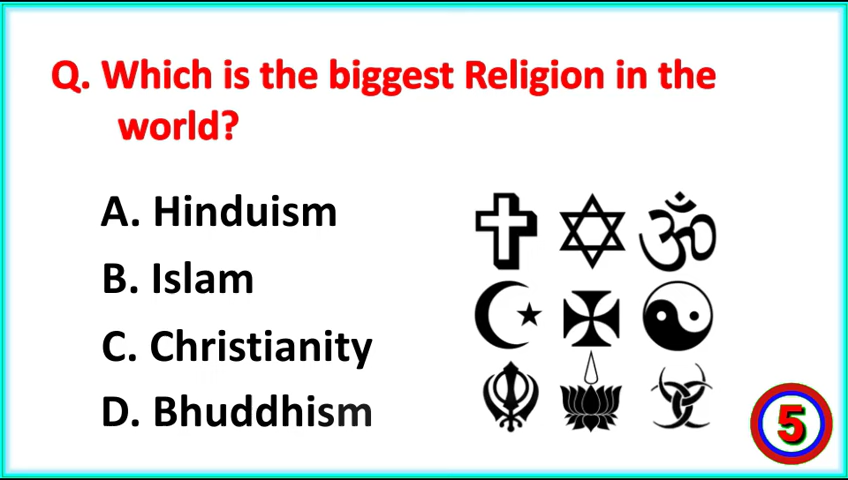 Q. Which is the biggest Religion in the
world?
A. Hinduism
B. Islam
C. Christianity
D. Bhuddhism
5